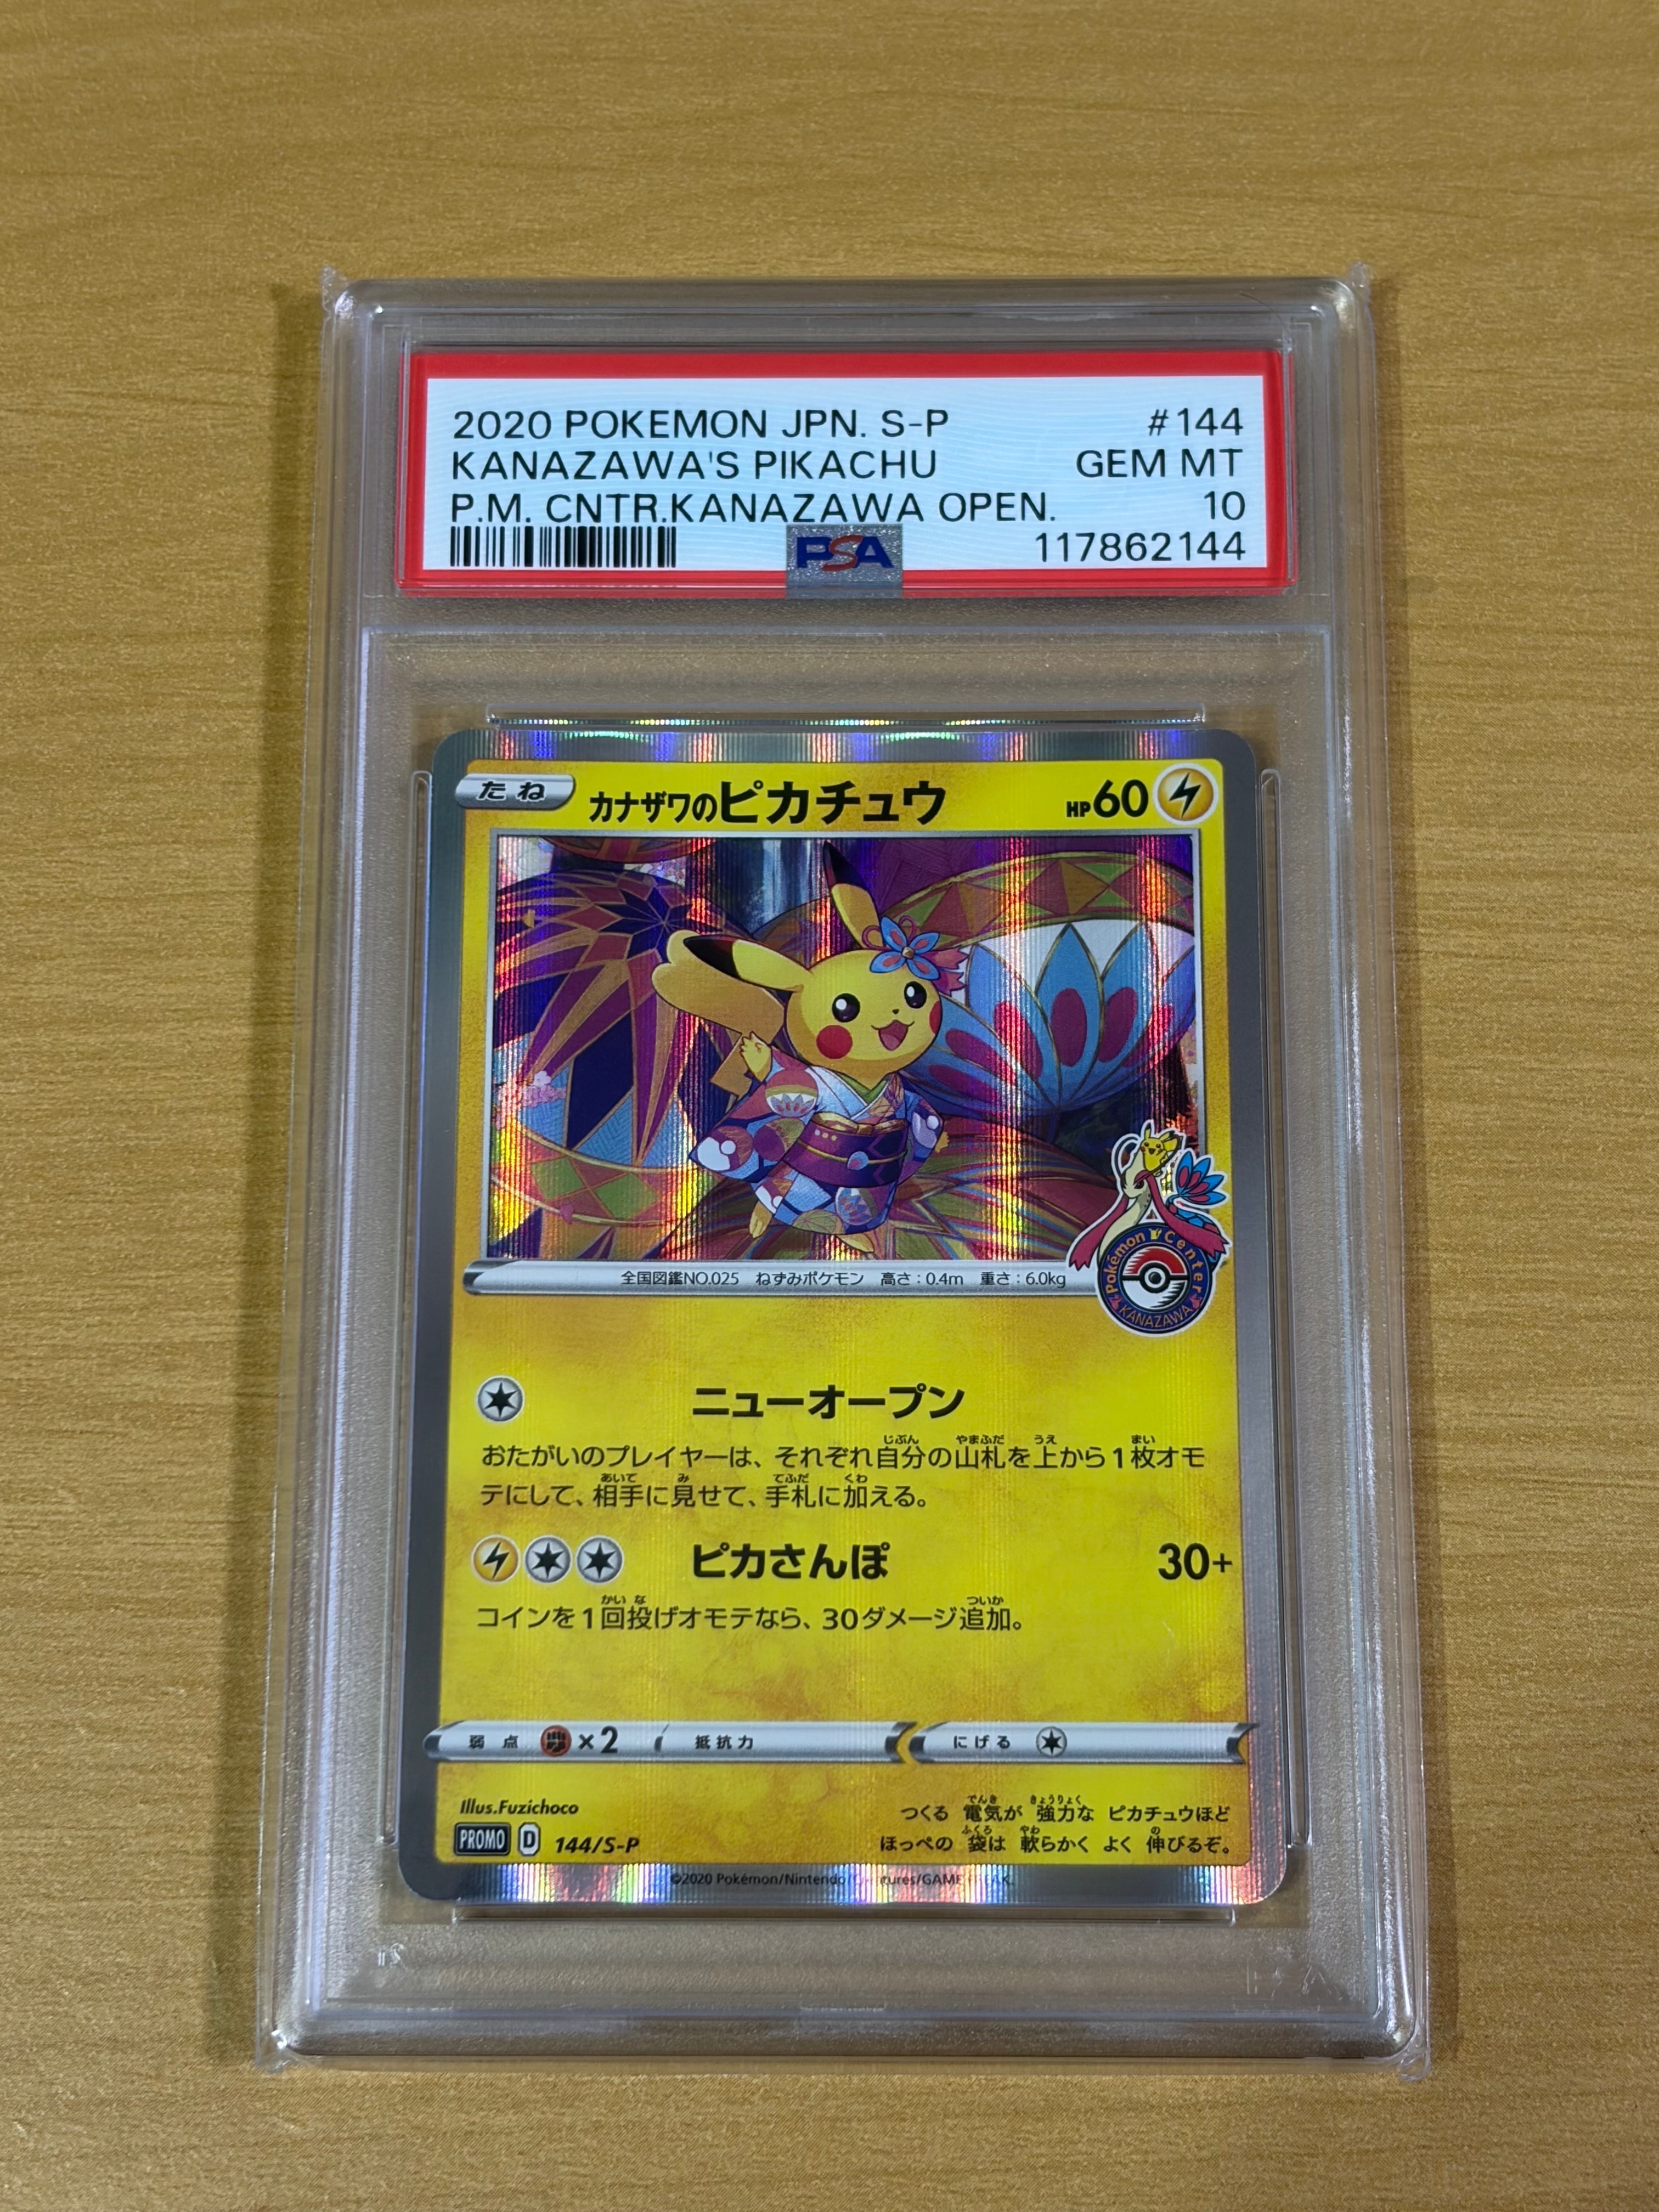 2020 POKEMON JPN. S-P #144
KANAZAWA'S PIKACHU GEM MT
P.M. CNTR.KANAZAWA OPEN. 10
PSA 117862144
たね カナザワのピカチュウ HP60
全国図鑑NO.025 ねずみポケモン 高さ:0.4m 重さ:6.0kg
Pokémon Center
KANAZAWA
ニューオープン
おたがいのプレイヤーは、それぞれ自分の山札を上から1枚オモ
テにして、相手に見せて、手札に加える。
ピカさんぽ 30+
コインを1回投げオモテなら、30ダメージ追加。
弱点 ×2 抵抗力 にげる
Illus.Fuzichoco
つくる 電気が 強力な ピカチュウほど
PROMO D 144/S-P ほっぺの 袋は 軟らかく よく 伸びるぞ。
©2020 Pokémon/Nintendo/